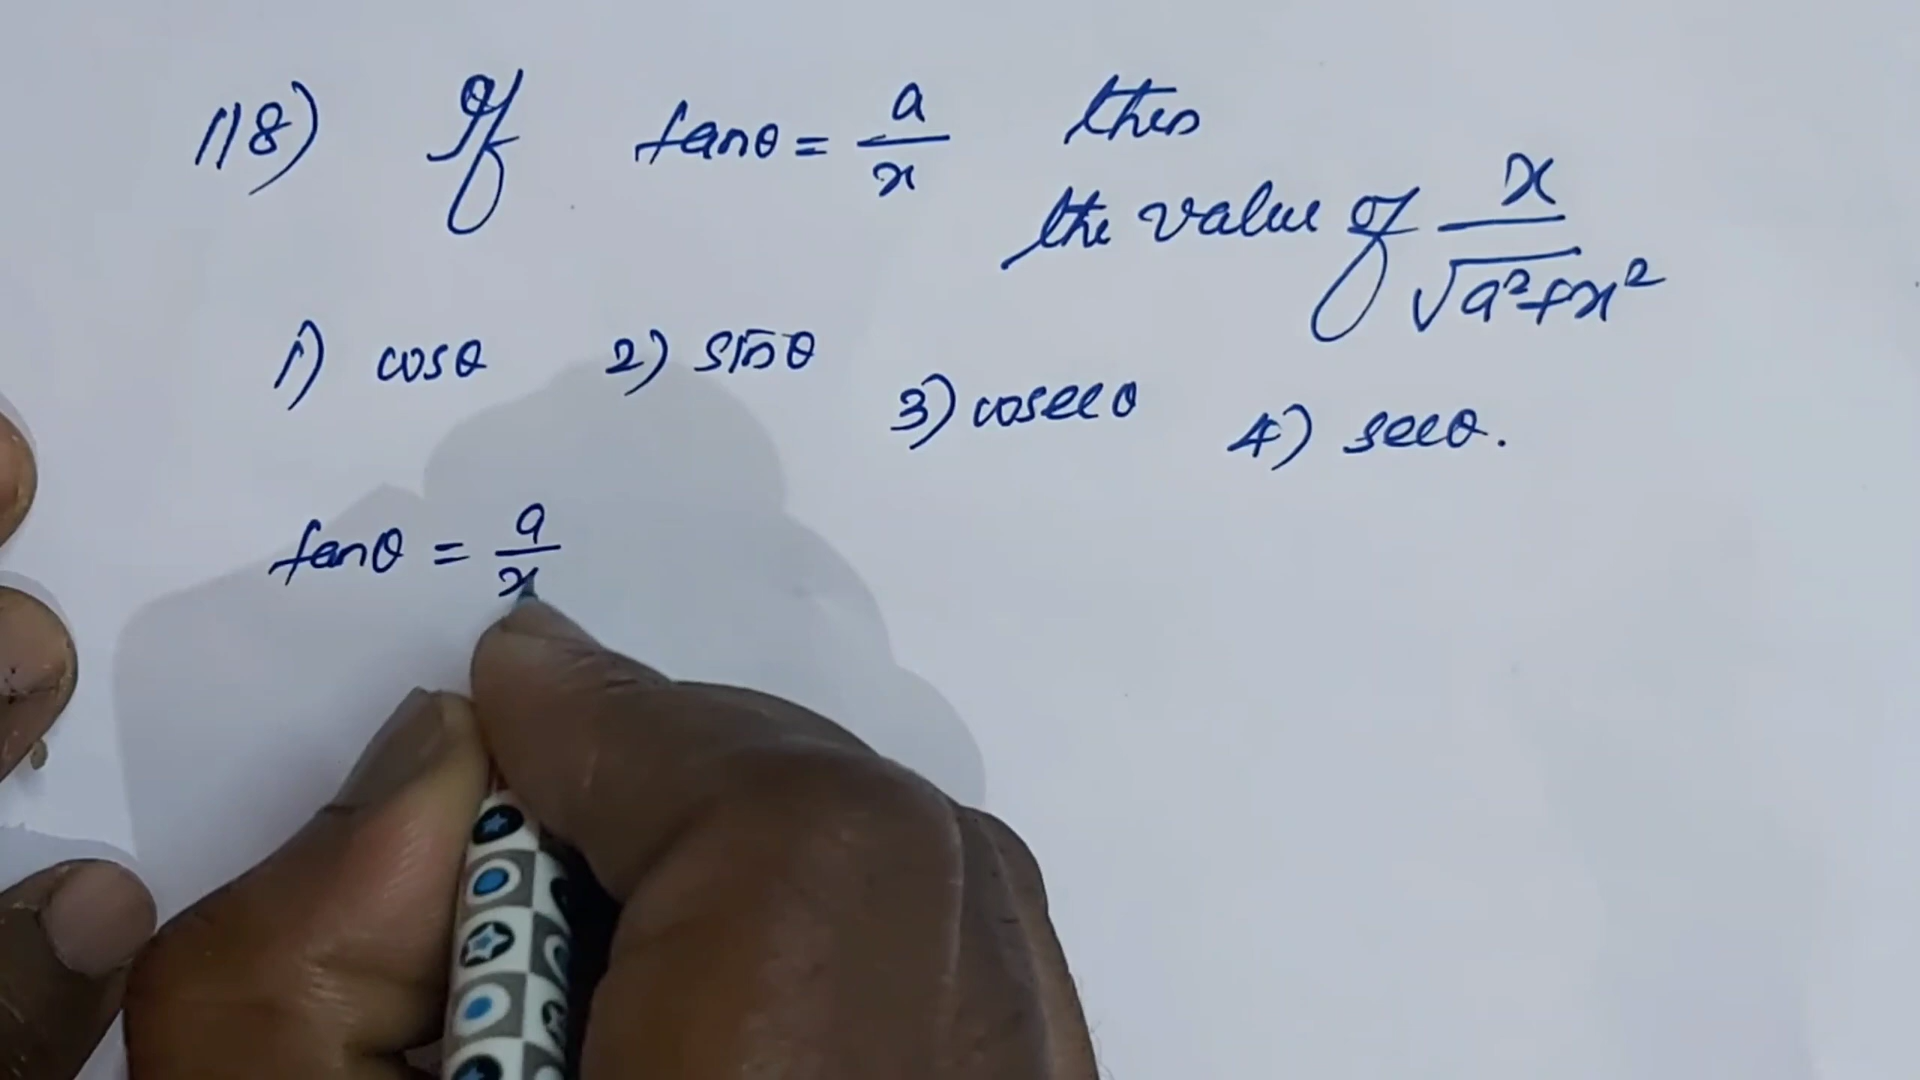 118) If tanθ = a/x then
the value of x/√a²+x²
1) cosθ 2) sinθ 3) cosecθ 4) secθ.
tanθ = a/x